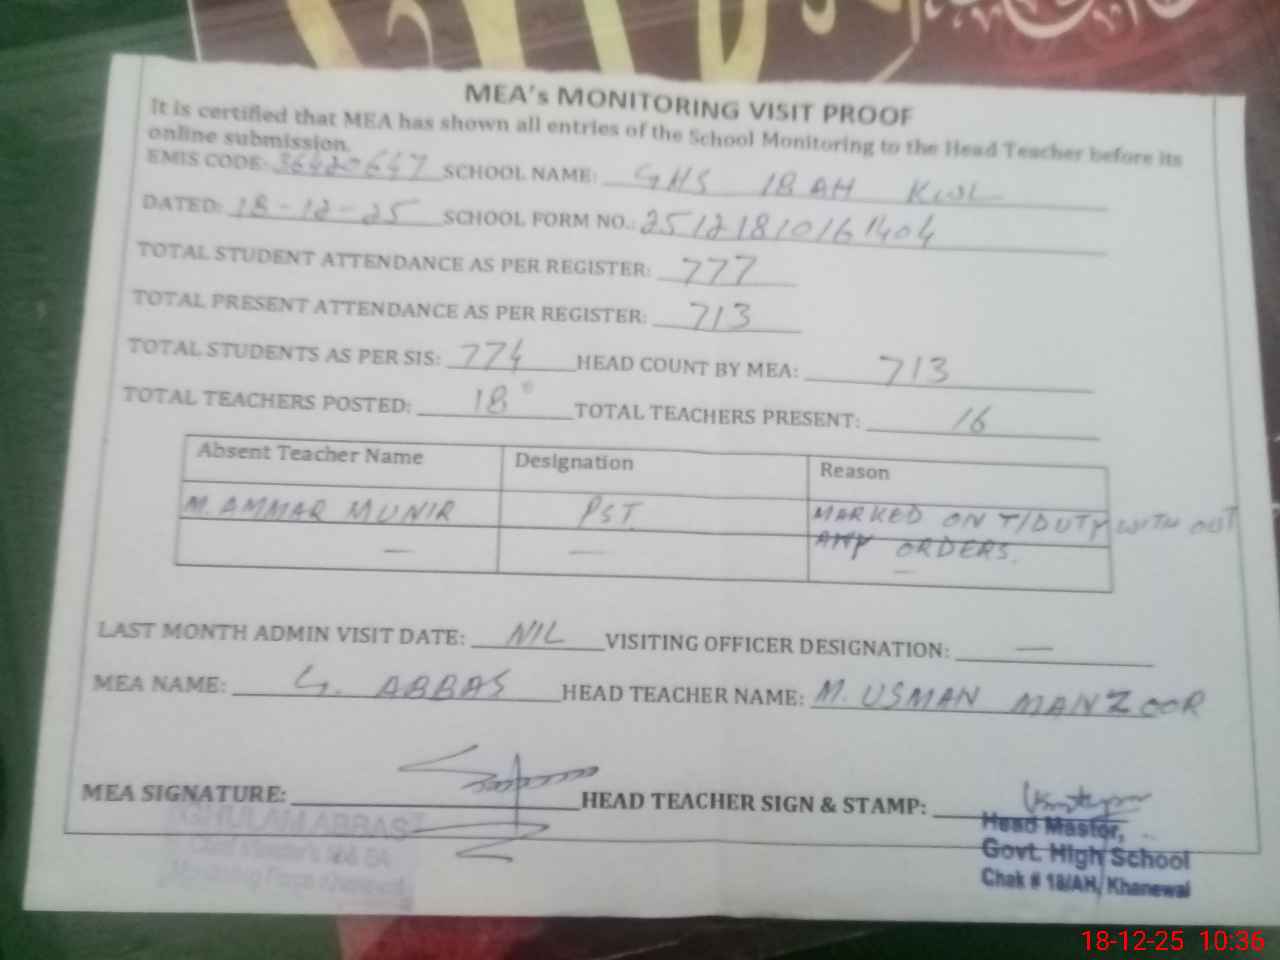 MEA's MONITORING VISIT PROOF
It is certified that MEA has shown all entries of the School Monitoring to the Head Teacher before its
online submission.
EMIS CODE: 36420647 SCHOOL NAME: GHS 18 AH KWL
DATED: 18-12-25 SCHOOL FORM NO.: 2512181016 1404
TOTAL STUDENT ATTENDANCE AS PER REGISTER: 777
TOTAL PRESENT ATTENDANCE AS PER REGISTER: 713
TOTAL STUDENTS AS PER SIS: 774 HEAD COUNT BY MEA: 713
TOTAL TEACHERS POSTED: 18 TOTAL TEACHERS PRESENT: 16
Absent Teacher Name Designation Reason
M. AMMAR MUNIR PST MARKED ON T/DUTY WITH OUT
ANY ORDERS.
LAST MONTH ADMIN VISIT DATE: NIL VISITING OFFICER DESIGNATION: —
MEA NAME: G. ABBAS HEAD TEACHER NAME: M. USMAN MANZOOR
MEA SIGNATURE: HEAD TEACHER SIGN & STAMP:
GHULAM ABBAS
Head Master,
Govt. High School
Chak # 18/AH, Khanewal
18-12-25 10:36